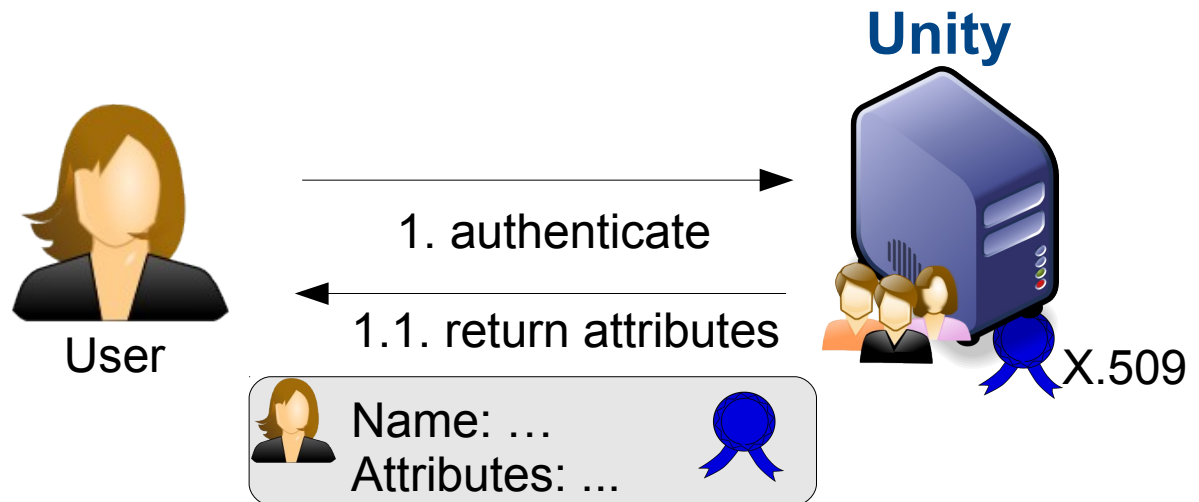 Unity
1. authenticate
1.1. return attributes
User
X.509
Name: …
Attributes: ...